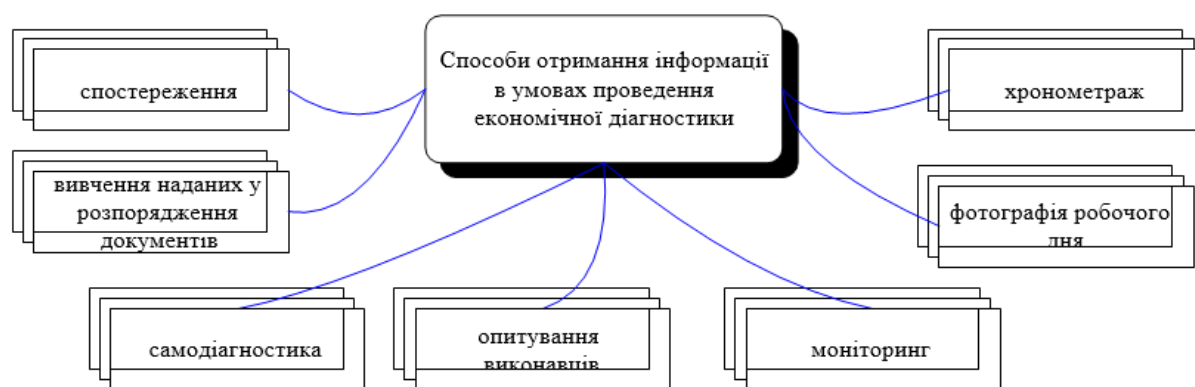 Способи отримання інформації
в умовах проведення
економічної діагностики
спостереження
хронометраж
вивчення наданих у
розпорядження
документів
фотографія робочого
дня
самодіагностика
опитування
виконавців
моніторинг